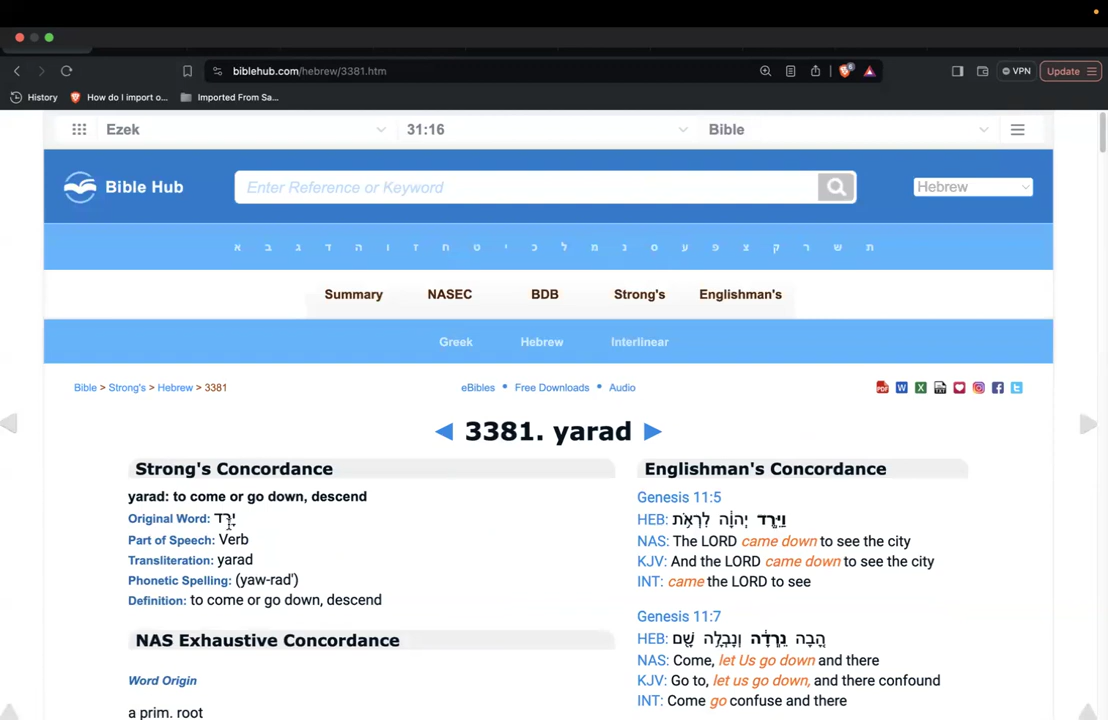 biblehub.com/hebrew/3381.htm
VPN
Update
History
How do I import o...
Imported From Sa...
Ezek
31:16
Bible
Bible Hub
Enter Reference or Keyword
Hebrew
א ב ג ד ה ו ז ח ט י כ ל מ נ ס ע פ צ ק ר ש ת
Summary NASEC BDB Strong's Englishman's
Greek Hebrew Interlinear
Bible > Strong's > Hebrew > 3381
eBibles • Free Downloads • Audio
◄ 3381. yarad ►
Strong's Concordance
yarad: to come or go down, descend
Original Word: יָרַד
Part of Speech: Verb
Transliteration: yarad
Phonetic Spelling: (yaw-rad')
Definition: to come or go down, descend
NAS Exhaustive Concordance
Word Origin
a prim. root
Englishman's Concordance
Genesis 11:5
HEB: וַיֵּ֣רֶד יְהוָ֔ה לִרְאֹ֥ת
NAS: The LORD came down to see the city
KJV: And the LORD came down to see the city
INT: came the LORD to see
Genesis 11:7
HEB: הָ֚בָה נֵֽרְדָ֔ה וְנָבְלָ֥ה שָׁ֖ם
NAS: Come, let Us go down and there
KJV: Go to, let us go down, and there confound
INT: Come go confuse and there